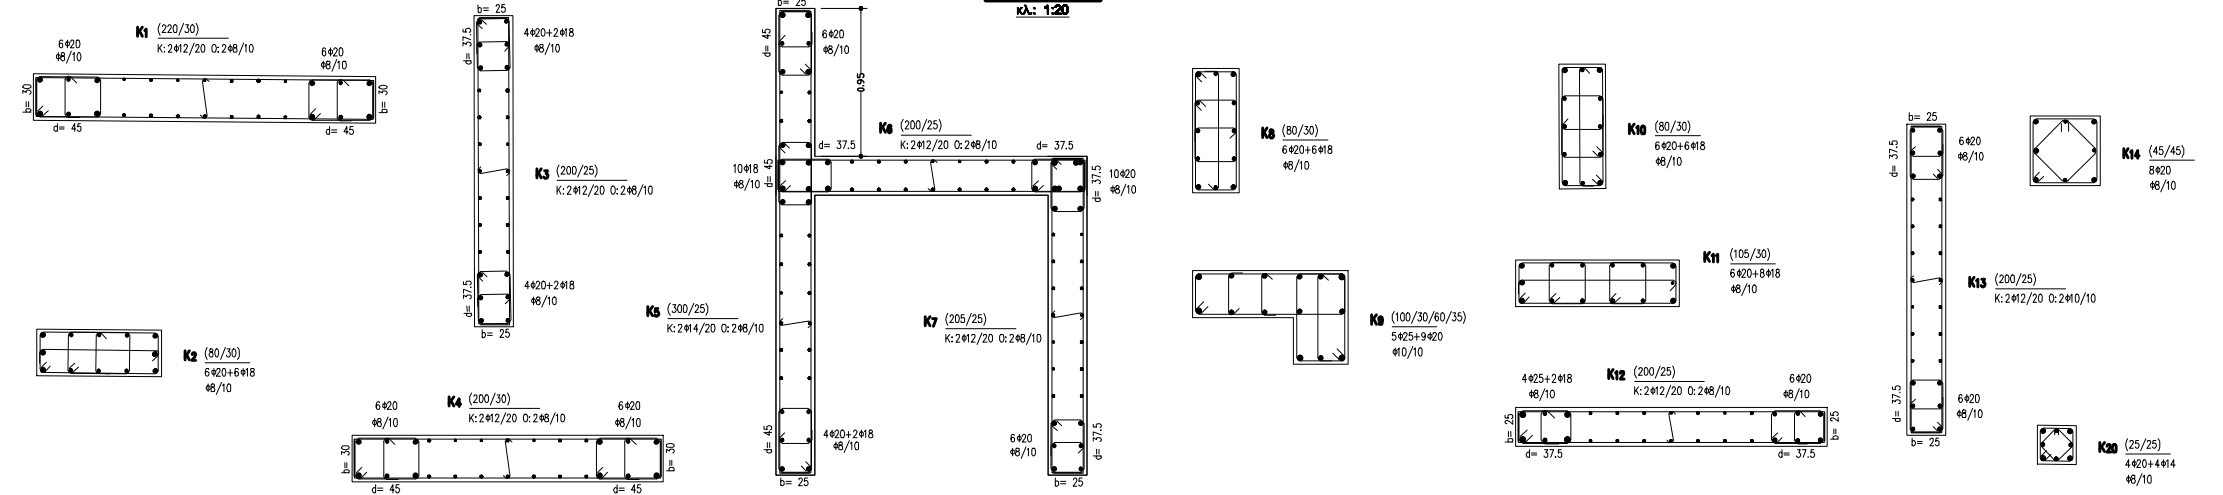 κλ.: 1:20
K1 (220/30)
K: 2Φ12/20 O: 2Φ8/10
6Φ20
Φ8/10
6Φ20
Φ8/10
b= 30
b= 30
d= 45
d= 45
K2 (80/30)
6Φ20+6Φ18
Φ8/10
b= 25
d= 37.5
4Φ20+2Φ18
Φ8/10
K3 (200/25)
K: 2Φ12/20 O: 2Φ8/10
d= 37.5
4Φ20+2Φ18
Φ8/10
b= 25
K4 (200/30)
K: 2Φ12/20 O: 2Φ8/10
6Φ20
Φ8/10
6Φ20
Φ8/10
b= 30
b= 30
d= 45
d= 45
b= 25
d= 45
6Φ20
Φ8/10
0.95
10Φ18
Φ8/10
d= 45
K5 (300/25)
K: 2Φ14/20 O: 2Φ8/10
d= 45
4Φ20+2Φ18
Φ8/10
b= 25
K6 (200/25)
K: 2Φ12/20 O: 2Φ8/10
d= 37.5
d= 37.5
d= 37.5
10Φ20
Φ8/10
K7 (205/25)
K: 2Φ12/20 O: 2Φ8/10
6Φ20
Φ8/10
d= 37.5
b= 25
K8 (80/30)
6Φ20+6Φ18
Φ8/10
K9 (100/30/60/35)
5Φ25+9Φ20
Φ10/10
K10 (80/30)
6Φ20+6Φ18
Φ8/10
K11 (105/30)
6Φ20+8Φ18
Φ8/10
K12 (200/25)
K: 2Φ12/20 O: 2Φ8/10
4Φ25+2Φ18
Φ8/10
6Φ20
Φ8/10
b= 25
b= 25
d= 37.5
d= 37.5
b= 25
d= 37.5
6Φ20
Φ8/10
K13 (200/25)
K: 2Φ12/20 O: 2Φ10/10
d= 37.5
6Φ20
Φ8/10
b= 25
K14 (45/45)
8Φ20
Φ8/10
K20 (25/25)
4Φ20+4Φ14
Φ8/10